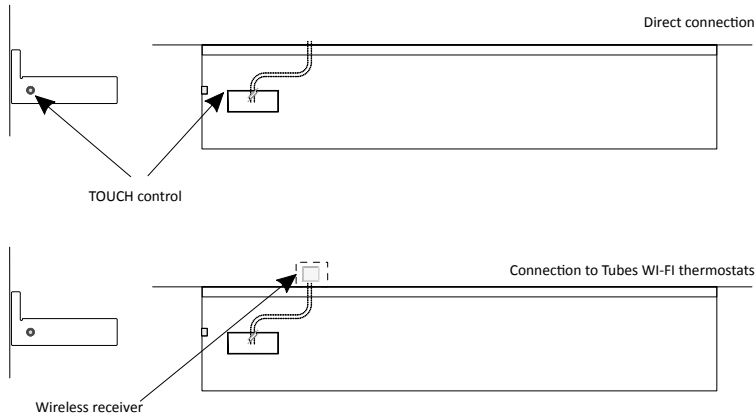 Direct connection
TOUCH control
Connection to Tubes WI-FI thermostats
Wireless receiver